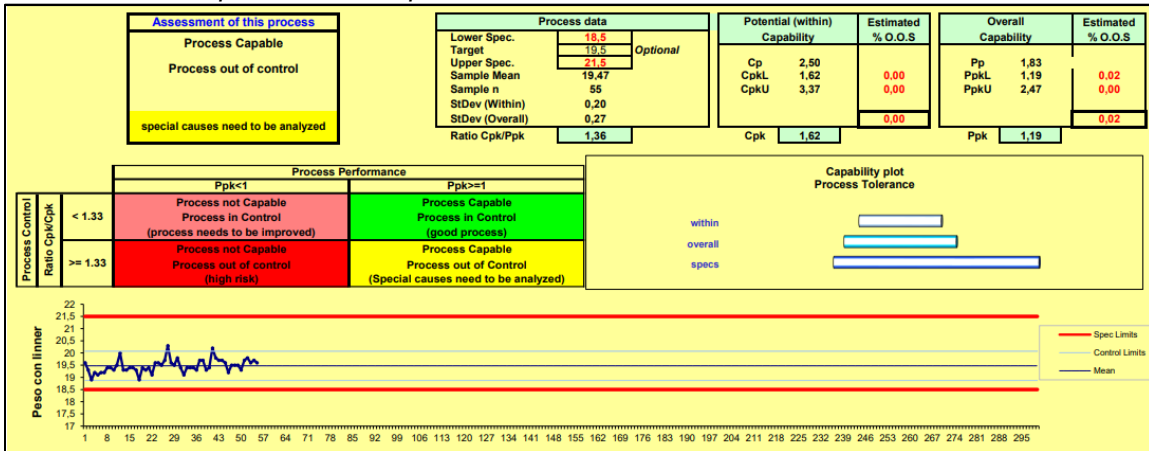 Assessment of this process
Process Capable
Process out of control
special causes need to be analyzed
Process data
Lower Spec. 18,5
Target 19,5 Optional
Upper Spec. 21,5
Sample Mean 19,47
Sample n 55
StDev (Within) 0,20
StDev (Overall) 0,27
Ratio Cpk/Ppk 1,36
Potential (within) Estimated
Capability % O.O.S
Cp 2,50
CpkL 1,62 0,00
CpkU 3,37 0,00
0,00
Cpk 1,62
Overall Estimated
Capability % O.O.S
Pp 1,83
PpkL 1,19 0,02
PpkU 2,47 0,00
0,02
Ppk 1,19
Process Performance
Ppk<1 Ppk>=1
Process Control
Ratio Cpk/Cpk
< 1.33
Process not Capable
Process in Control
(process needs to be improved)
Process Capable
Process in Control
(good process)
>= 1.33
Process not Capable
Process out of control
(high risk)
Process Capable
Process out of Control
(Special causes need to be analyzed)
Capability plot
Process Tolerance
within
overall
specs
Peso con linner
22
21,5
21
20,5
20
19,5
19
18,5
18
17,5
17
1 8 15 22 29 36 43 50 57 64 71 78 85 92 99 106 113 120 127 134 141 148 155 162 169 176 183 190 197 204 211 218 225 232 239 246 253 260 267 274 281 288 295
Spec Limits
Control Limits
Mean